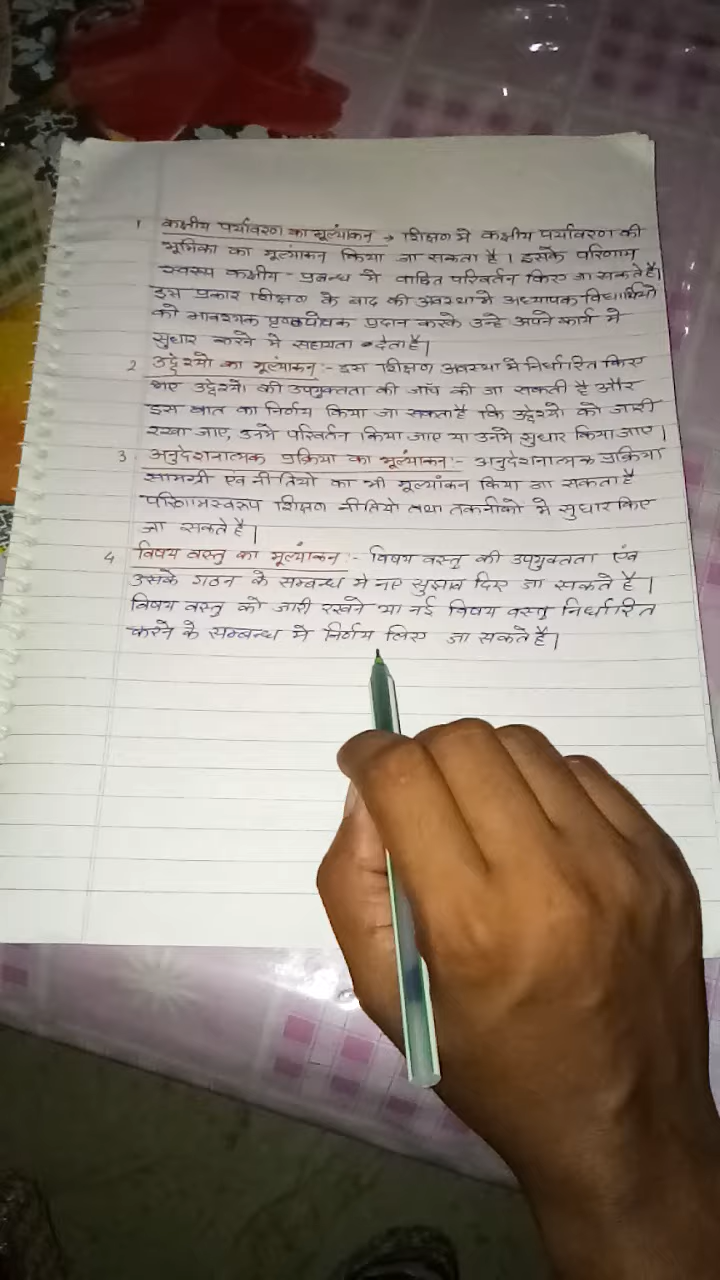 1 कक्षीय पर्यावरण का मूल्यांकन → शिक्षण मे कक्षीय पर्यावरण की
भूमिका का मूल्यांकन किया जा सकता है। इसके परिणाम
स्वरूप कक्षीय - प्रबन्ध मे वांछित परिवर्तन किए जा सकते है।
इस प्रकार शिक्षण के बाद की अवस्था मे अध्यापक विद्यार्थियो
को आवश्यक पृष्ठपोषक प्रदान करके उन्हे अपने कार्य मे
सुधार करने मे सहायता देता है।
2 उद्देश्यो का मूल्यांकन :- इस शिक्षण अवस्था मे निर्धारित किए
गए उद्देश्यो की उपयुक्तता की जाँच की जा सकती है और
इस बात का निर्णय किया जा सकता है कि उद्देश्यो को जारी
रखा जाए, उनमे परिवर्तन किया जाए या उनमे सुधार किया जाए।
3. अनुदेशनात्मक प्रक्रिया का मूल्यांकन :- अनुदेशनात्मक प्रक्रिया
सामग्री एंव नीतियो का भी मूल्यांकन किया जा सकता है
परिणामस्वरूप शिक्षण नीतियो तथा तकनीको मे सुधार किए
जा सकते है।
4 विषय वस्तु का मूल्यांकन :- विषय वस्तु की उपयुक्तता एंव
उसके गठन के सम्बन्ध मे नए सुझाव दिए जा सकते है।
विषय वस्तु को जारी रखने या नई विषय वस्तु निर्धारित
करने के सम्बन्ध मे निर्णय लिए जा सकते है।